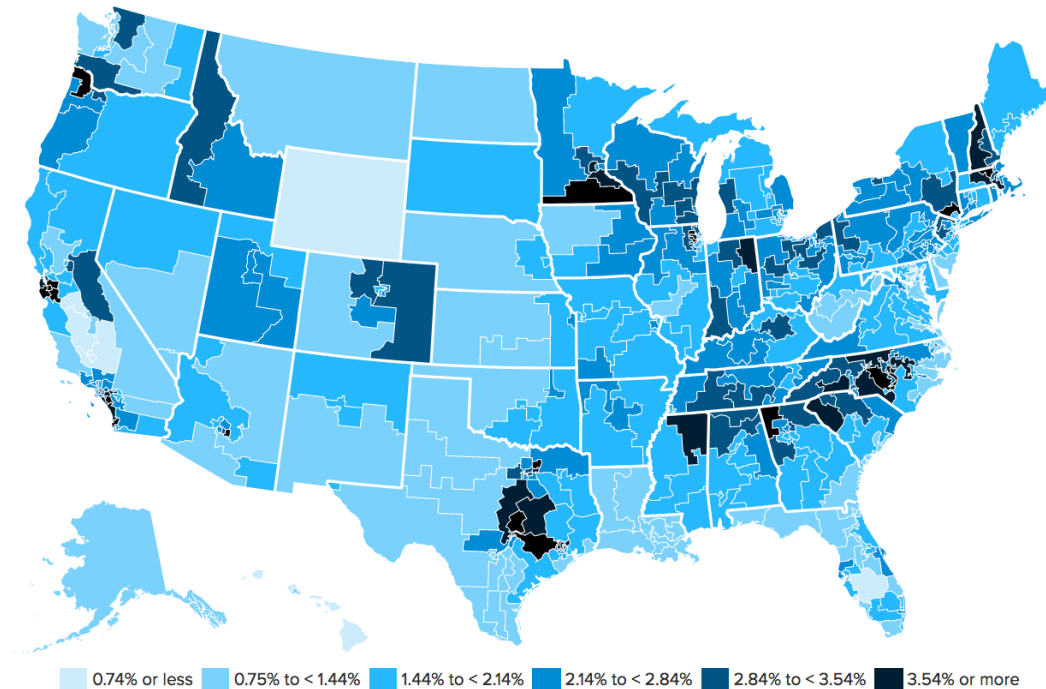 0.74% or less 0.75% to < 1.44% 1.44% to < 2.14% 2.14% to < 2.84% 2.84% to < 3.54% 3.54% or more